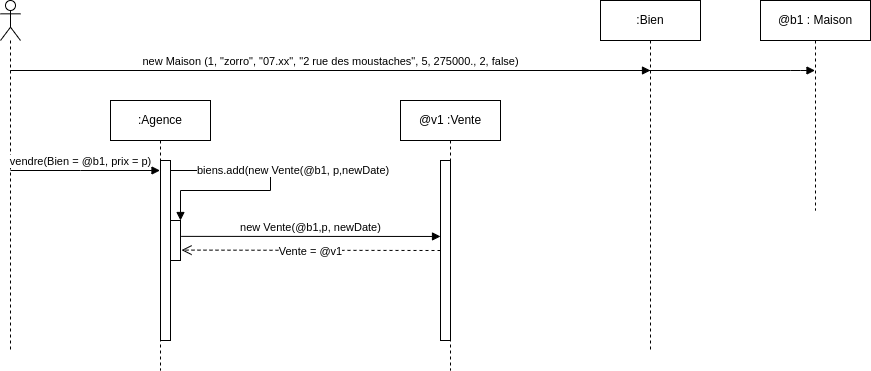 :Bien
@b1 : Maison
new Maison (1, "zorro", "07.xx", "2 rue des moustaches", 5, 275000., 2, false)
:Agence
@v1 :Vente
vendre(Bien = @b1, prix = p)
biens.add(new Vente(@b1, p,newDate)
new Vente(@b1,p, newDate)
Vente = @v1